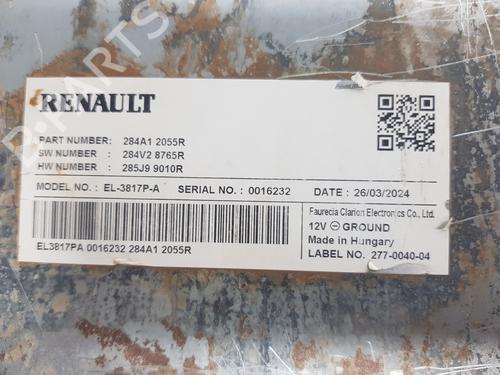 RENAULT
PART NUMBER: 284A1 2055R
SW NUMBER : 284V2 8765R
HW NUMBER : 285J9 9010R
MODEL NO. : EL-3817P-A SERIAL NO. : 0016232 DATE : 26/03/2024
Faurecia Clarion Electronics Co., Ltd.
12V ⊖ GROUND
Made in Hungary
EL3817PA 0016232 284A1 2055R
LABEL NO. 277-0040-04